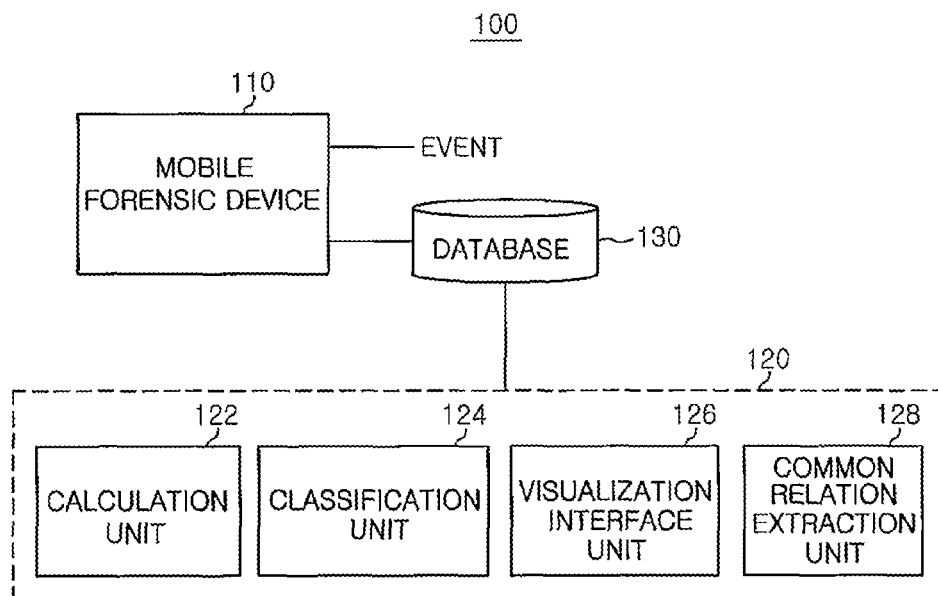 100
110
MOBILE
FORENSIC DEVICE
EVENT
DATABASE
130
120
122
CALCULATION
UNIT
124
CLASSIFICATION
UNIT
126
VISUALIZATION
INTERFACE
UNIT
128
COMMON
RELATION
EXTRACTION
UNIT